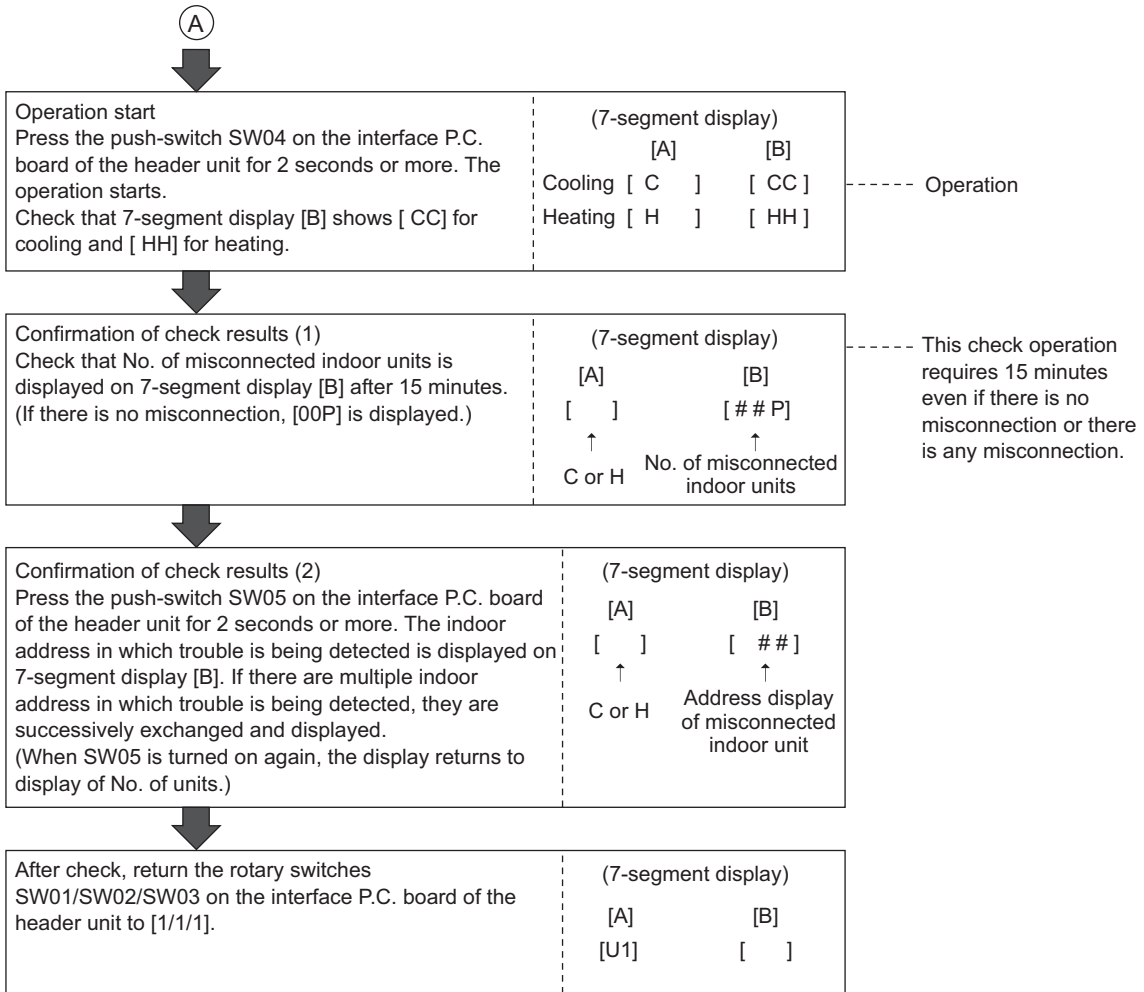 A
Operation start
Press the push-switch SW04 on the interface P.C.
board of the header unit for 2 seconds or more. The
operation starts.
Check that 7-segment display [B] shows [ CC] for
cooling and [ HH] for heating.
(7-segment display)
[A] [B]
Cooling [ C ] [ CC ]
Heating [ H ] [ HH ]
Operation
Confirmation of check results (1)
Check that No. of misconnected indoor units is
displayed on 7-segment display [B] after 15 minutes.
(If there is no misconnection, [00P] is displayed.)
(7-segment display)
[A] [B]
[ ] [ # # P]
↑ ↑
C or H No. of misconnected
indoor units
This check operation
requires 15 minutes
even if there is no
misconnection or there
is any misconnection.
Confirmation of check results (2)
Press the push-switch SW05 on the interface P.C. board
of the header unit for 2 seconds or more. The indoor
address in which trouble is being detected is displayed on
7-segment display [B]. If there are multiple indoor
address in which trouble is being detected, they are
successively exchanged and displayed.
(When SW05 is turned on again, the display returns to
display of No. of units.)
(7-segment display)
[A] [B]
[ ] [ # # ]
↑ ↑
C or H Address display
of misconnected
indoor unit
After check, return the rotary switches
SW01/SW02/SW03 on the interface P.C. board of the
header unit to [1/1/1].
(7-segment display)
[A] [B]
[U1] [ ]